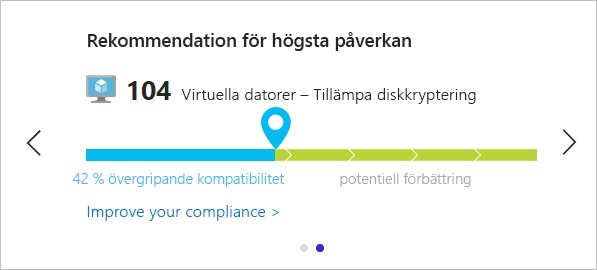 Rekommendation för högsta påverkan
104 Virtuella datorer – Tillämpa diskkryptering
42 % övergripande kompatibilitet potentiell förbättring
Improve your compliance >